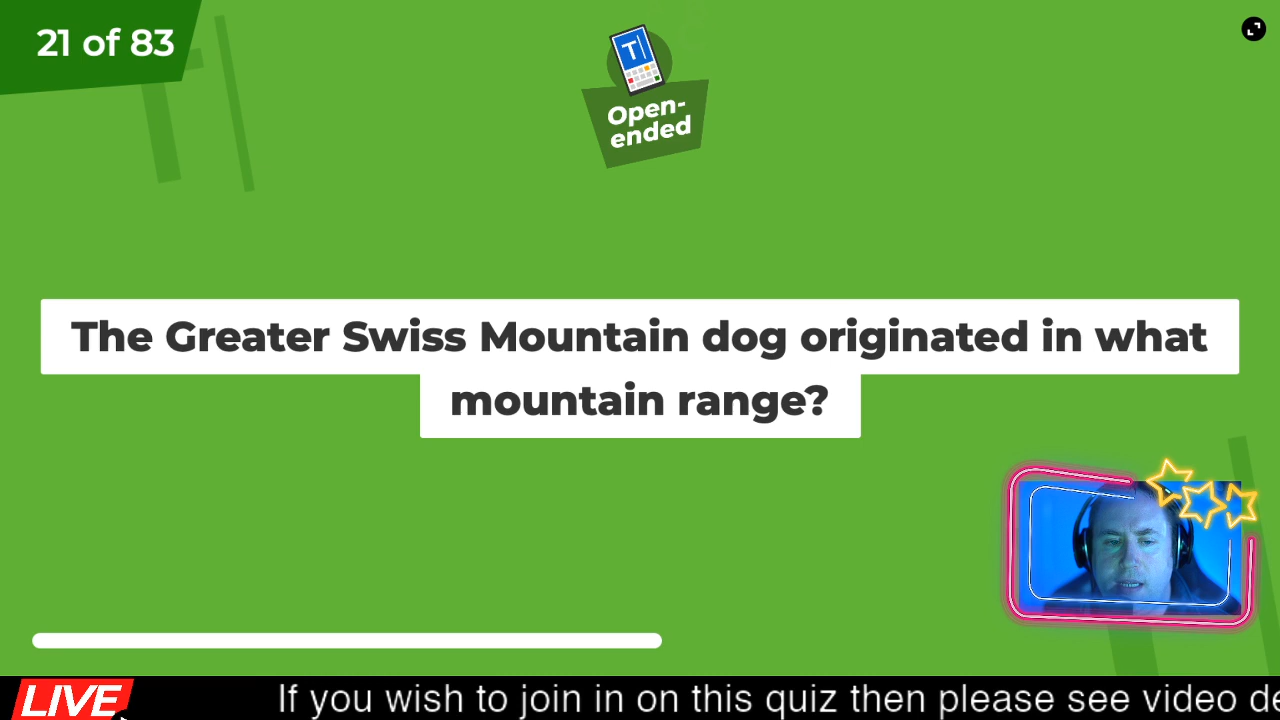 21 of 83
T
Open-
ended
The Greater Swiss Mountain dog originated in what
mountain range?
LIVE
If you wish to join in on this quiz then please see video de